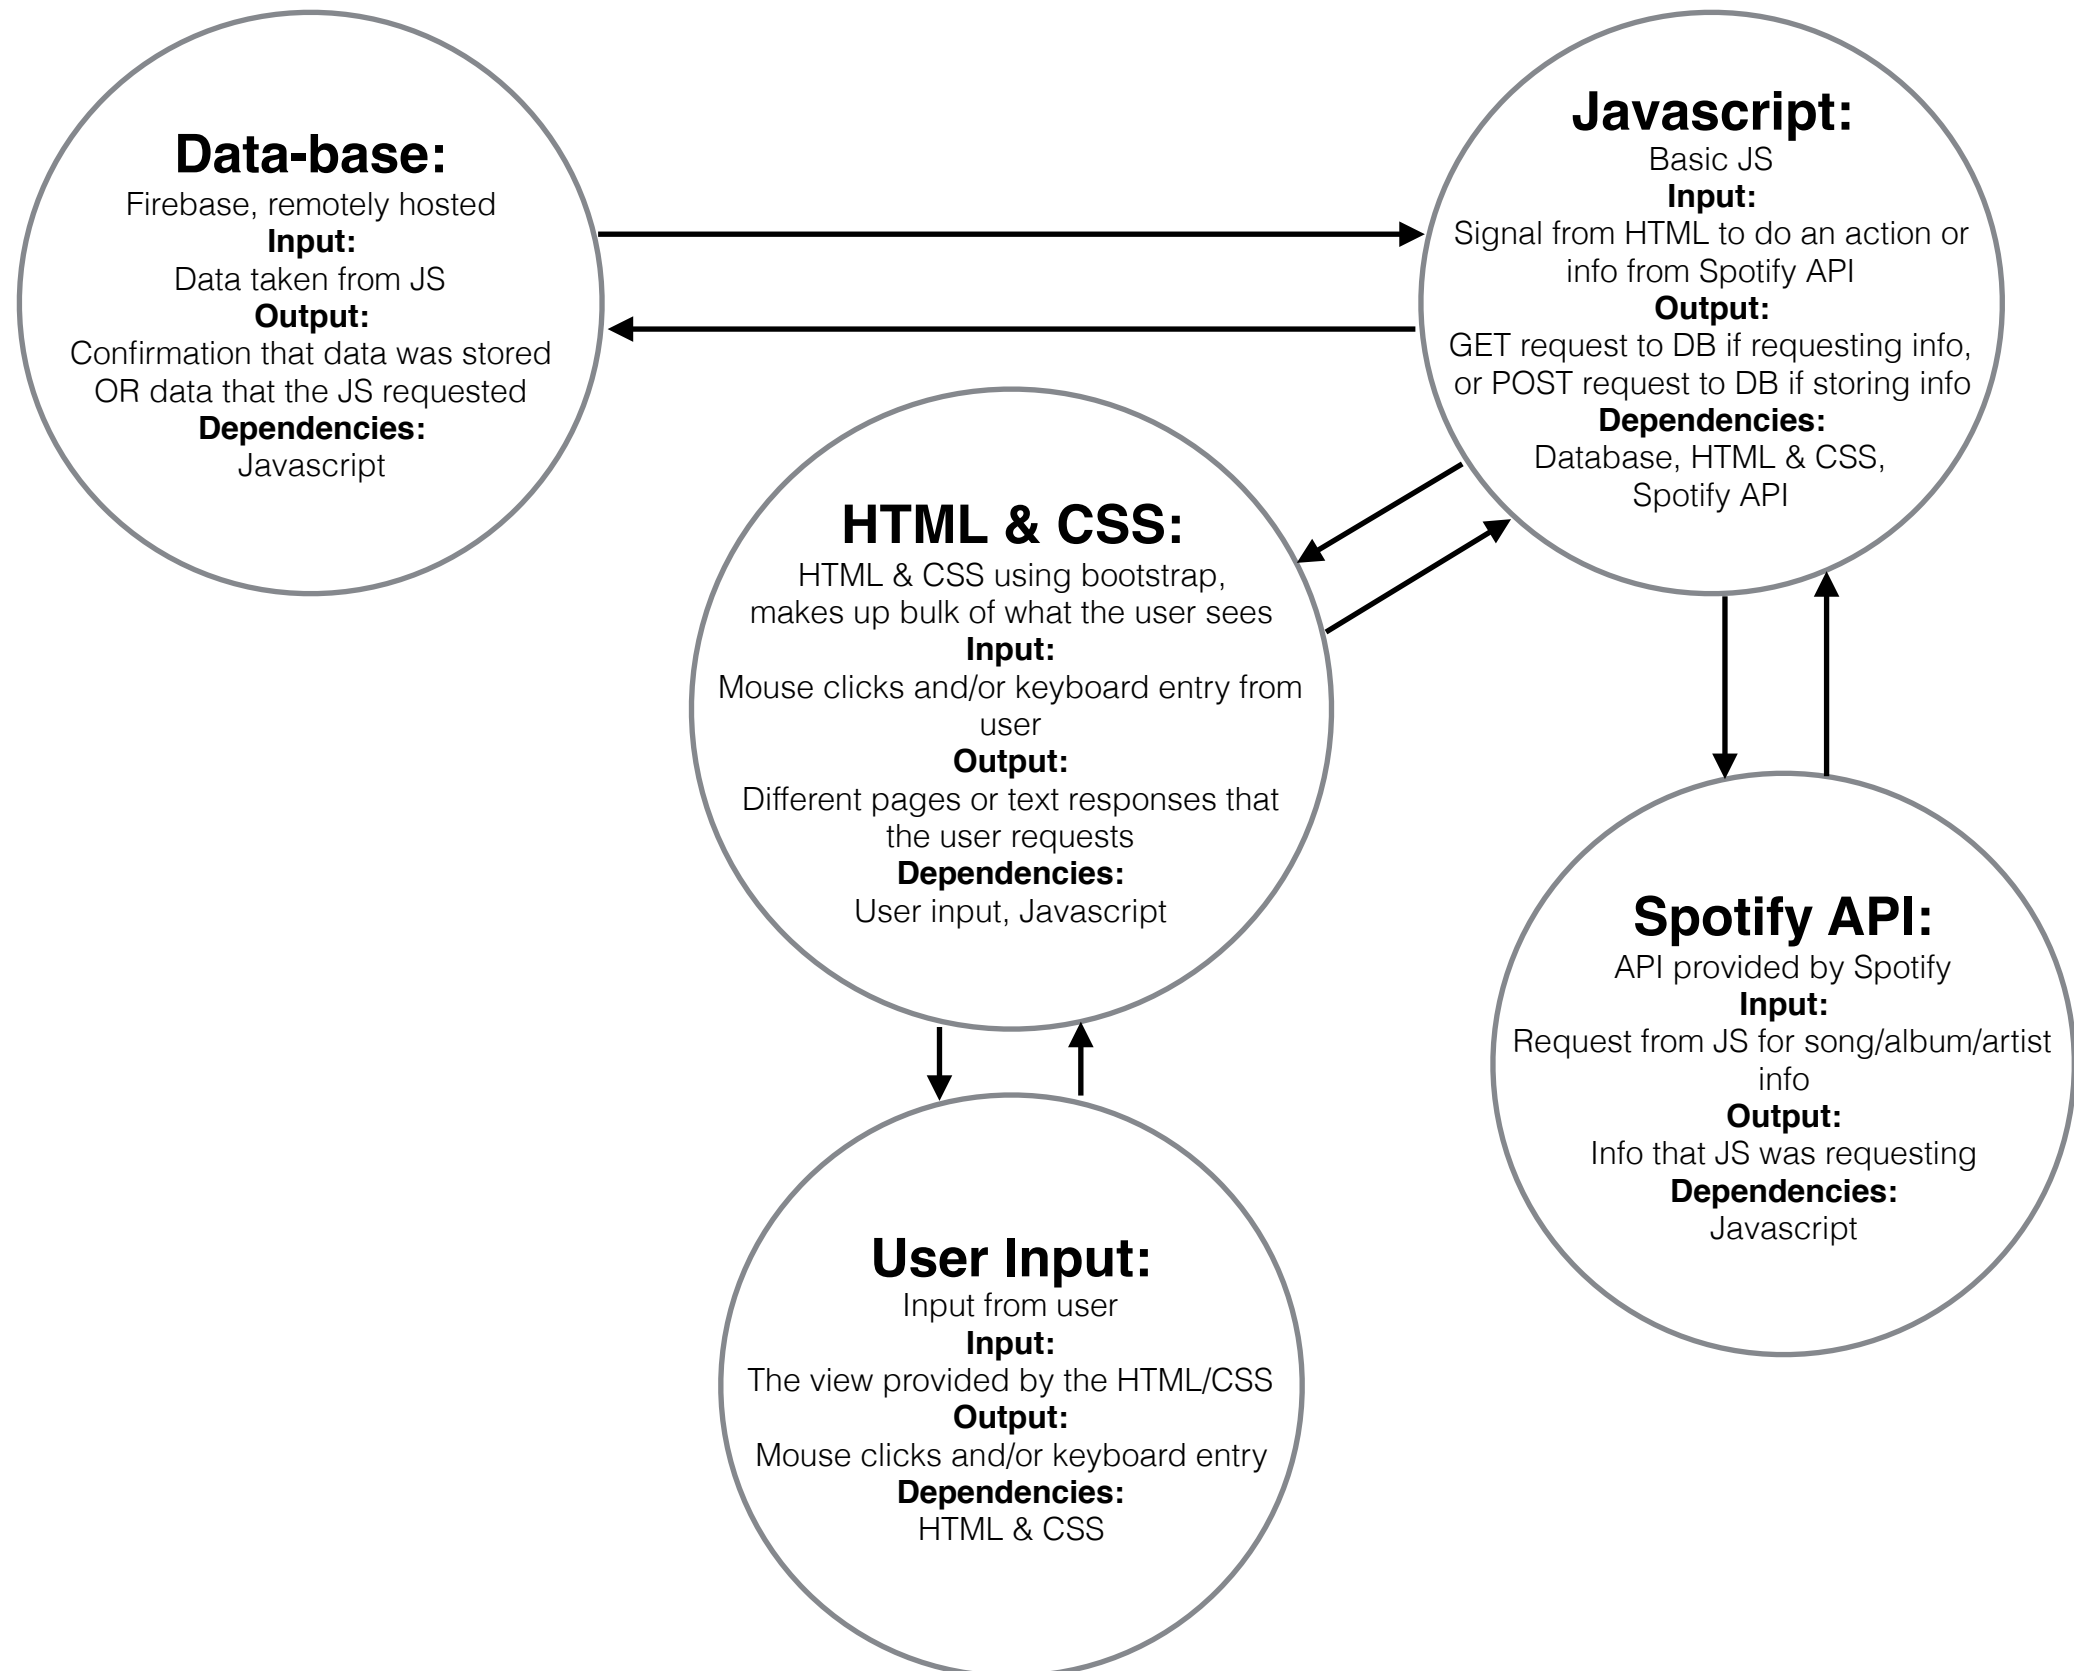 Data-base:
Firebase, remotely hosted
Input:
Data taken from JS
Output:
Confirmation that data was stored
OR data that the JS requested
Dependencies:
Javascript
Javascript:
Basic JS
Input:
Signal from HTML to do an action or
info from Spotify API
Output:
GET request to DB if requesting info,
or POST request to DB if storing info
Dependencies:
Database, HTML & CSS,
Spotify API
HTML & CSS:
HTML & CSS using bootstrap,
makes up bulk of what the user sees
Input:
Mouse clicks and/or keyboard entry from
user
Output:
Different pages or text responses that
the user requests
Dependencies:
User input, Javascript
Spotify API:
API provided by Spotify
Input:
Request from JS for song/album/artist
info
Output:
Info that JS was requesting
Dependencies:
Javascript
User Input:
Input from user
Input:
The view provided by the HTML/CSS
Output:
Mouse clicks and/or keyboard entry
Dependencies:
HTML & CSS